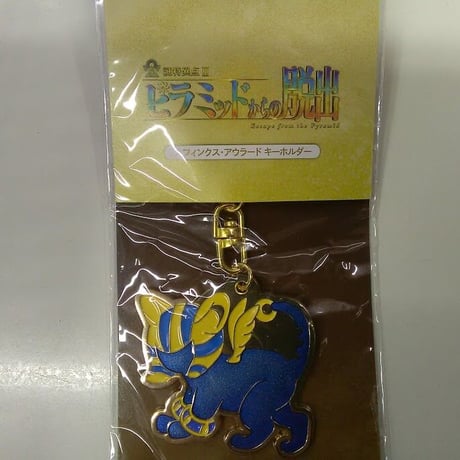 ピラミッドからの脱出
Escape from the Pyramid
フィンクス・アウラード キーホルダー